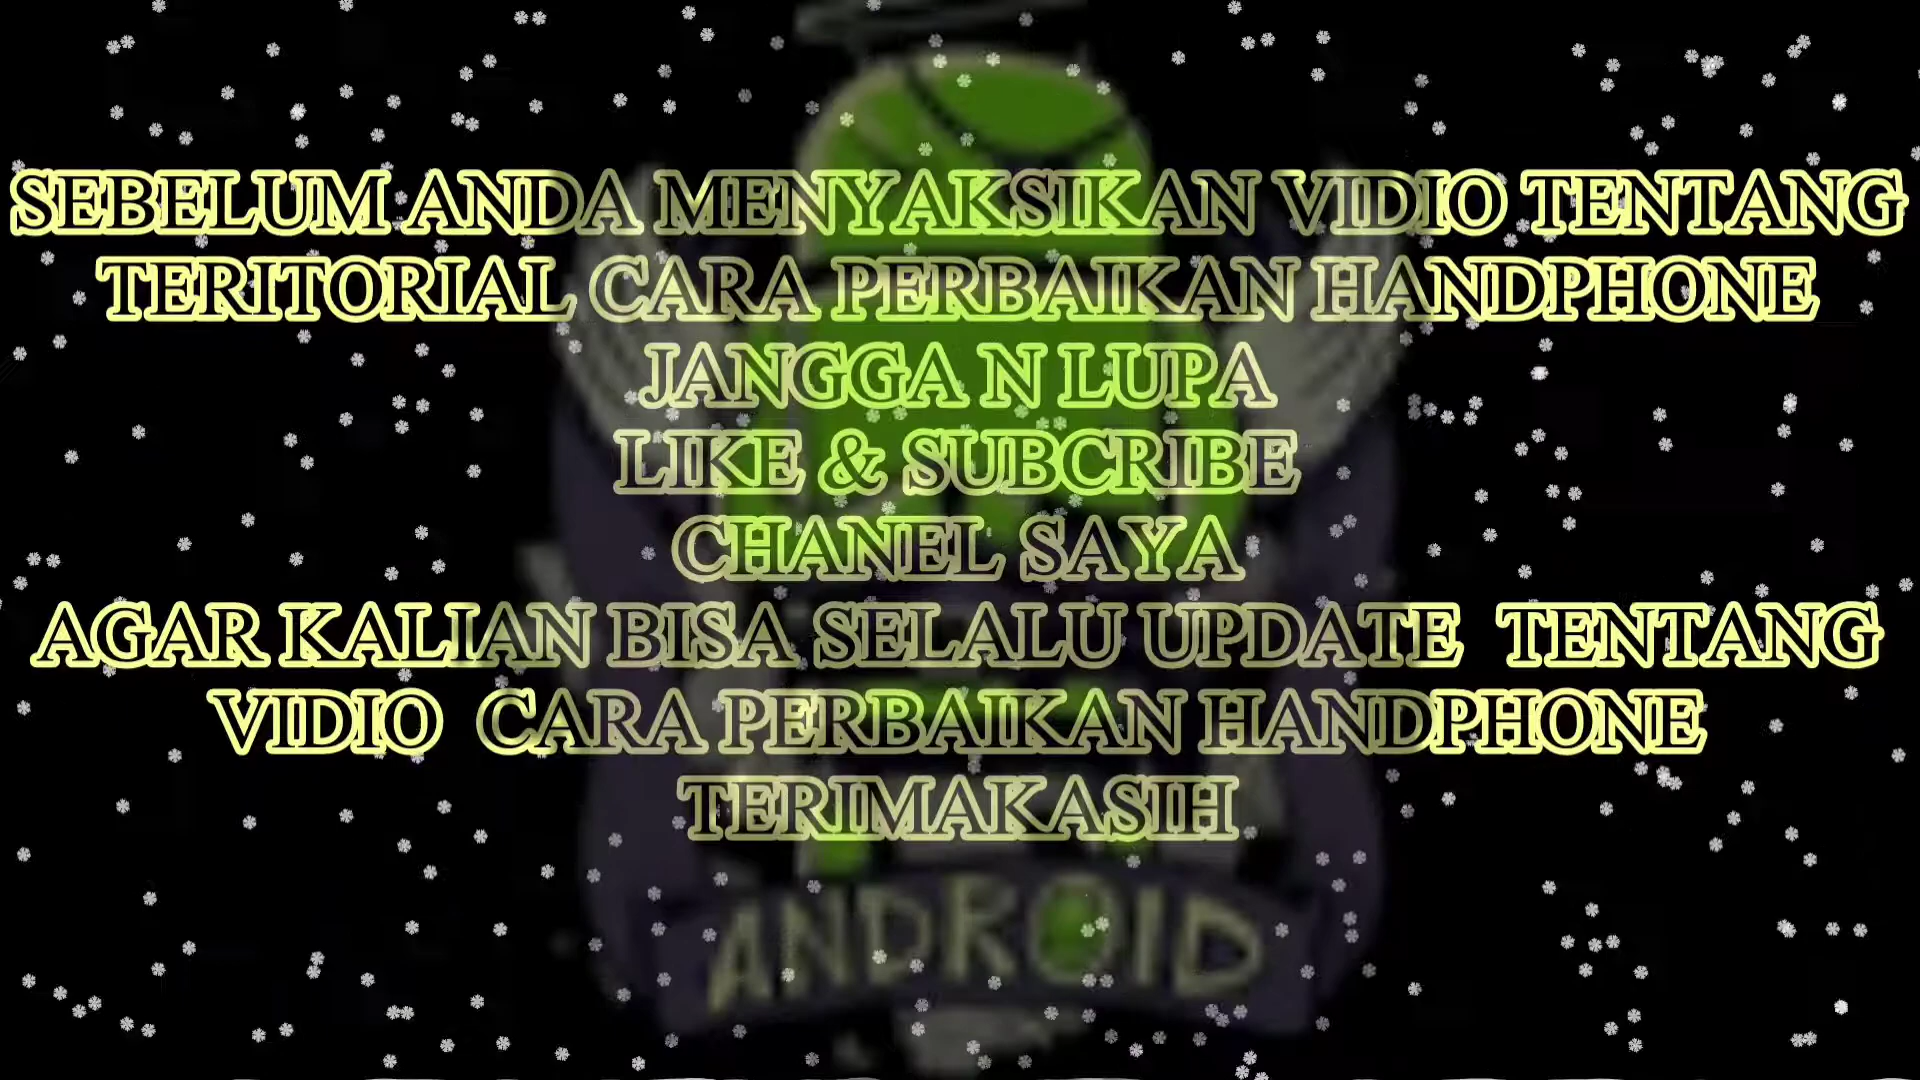 SEBELUM ANDA MENYAKSIKAN VIDIO TENTANG
TERITORIAL CARA PERBAIKAN HANDPHONE
JANGGA N LUPA
LIKE & SUBCRIBE
CHANEL SAYA
AGAR KALIAN BISA SELALU UPDATE TENTANG
VIDIO CARA PERBAIKAN HANDPHONE
TERIMAKASIH
ANDROID